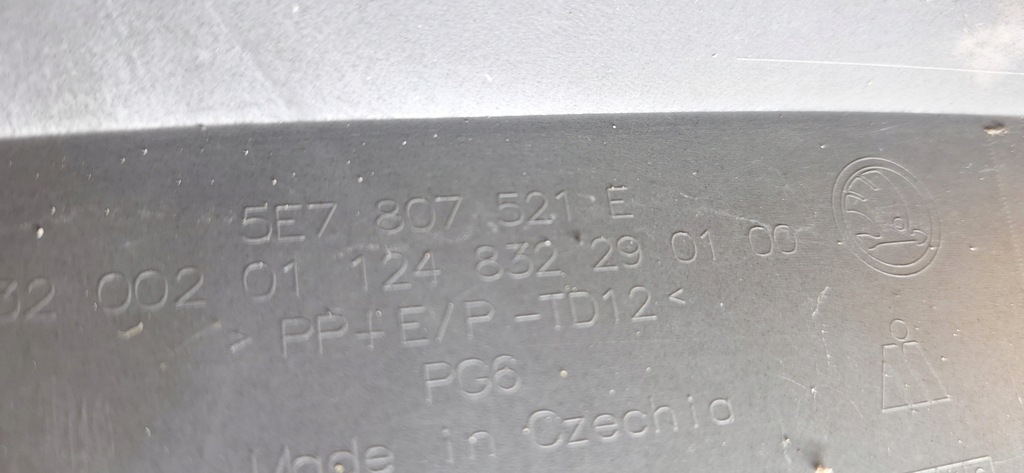 5E7 807 521 E
32 002 01 124 832 29 01 00
> PP+E/P-TD12<
PG6
Made in Czechia